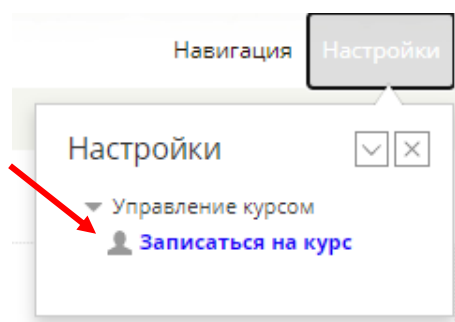 Навигация Настройки
Настройки
Управление курсом
Записаться на курс